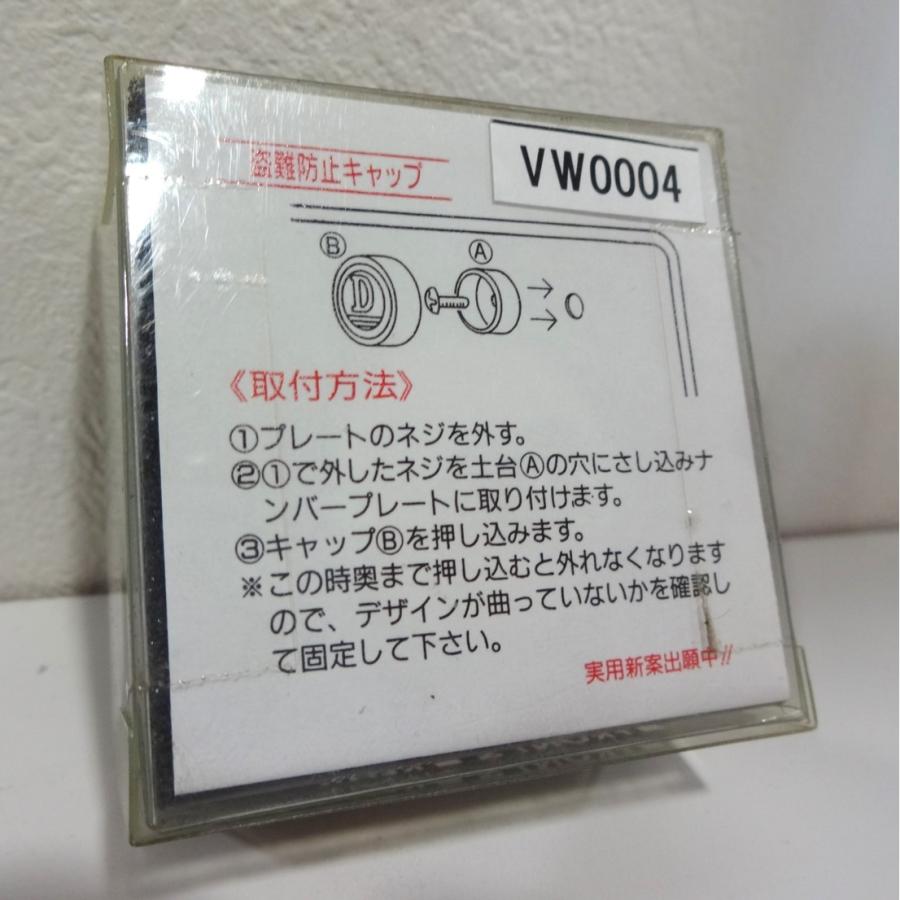 盗難防止キャップ
VW0004
Ⓑ
Ⓐ
D
《取付方法》
①プレートのネジを外す。
②①で外したネジを土台Ⓐの穴にさし込みナ
ンバープレートに取り付けます。
③キャップⒷを押し込みます。
※この時奥まで押し込むと外れなくなります
ので、デザインが曲っていないかを確認し
て固定して下さい。
実用新案出願中!!